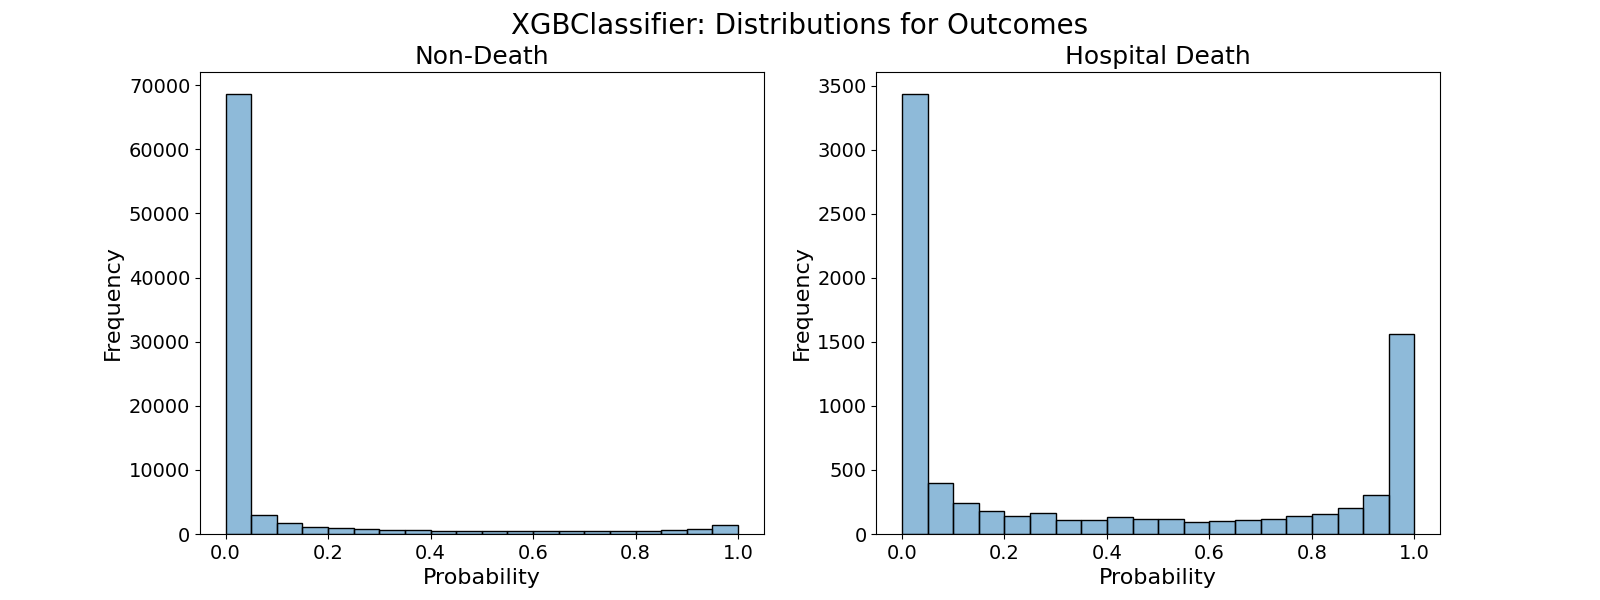 XGBClassifier: Distributions for Outcomes
Non-Death
Hospital Death
70000
60000
50000
40000
30000
20000
10000
0
Frequency
0.0 0.2 0.4 0.6 0.8 1.0
Probability
3500
3000
2500
2000
1500
1000
500
0
Frequency
0.0 0.2 0.4 0.6 0.8 1.0
Probability